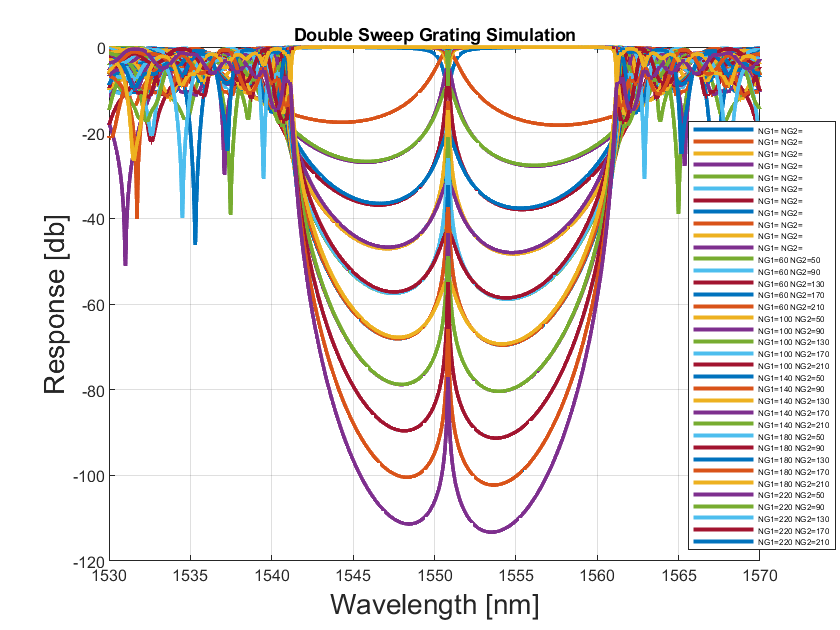 Double Sweep Grating Simulation
Response [db]
0
-20
-40
-60
-80
-100
-120
1530
1535
1540
1545
1550
1555
1560
1565
1570
Wavelength [nm]
NG1= NG2=
NG1= NG2=
NG1= NG2=
NG1= NG2=
NG1= NG2=
NG1= NG2=
NG1= NG2=
NG1= NG2=
NG1= NG2=
NG1= NG2=
NG1= NG2=
NG1=60 NG2=50
NG1=60 NG2=90
NG1=60 NG2=130
NG1=60 NG2=170
NG1=60 NG2=210
NG1=100 NG2=50
NG1=100 NG2=90
NG1=100 NG2=130
NG1=100 NG2=170
NG1=100 NG2=210
NG1=140 NG2=50
NG1=140 NG2=90
NG1=140 NG2=130
NG1=140 NG2=170
NG1=140 NG2=210
NG1=180 NG2=50
NG1=180 NG2=90
NG1=180 NG2=130
NG1=180 NG2=170
NG1=180 NG2=210
NG1=220 NG2=50
NG1=220 NG2=90
NG1=220 NG2=130
NG1=220 NG2=170
NG1=220 NG2=210